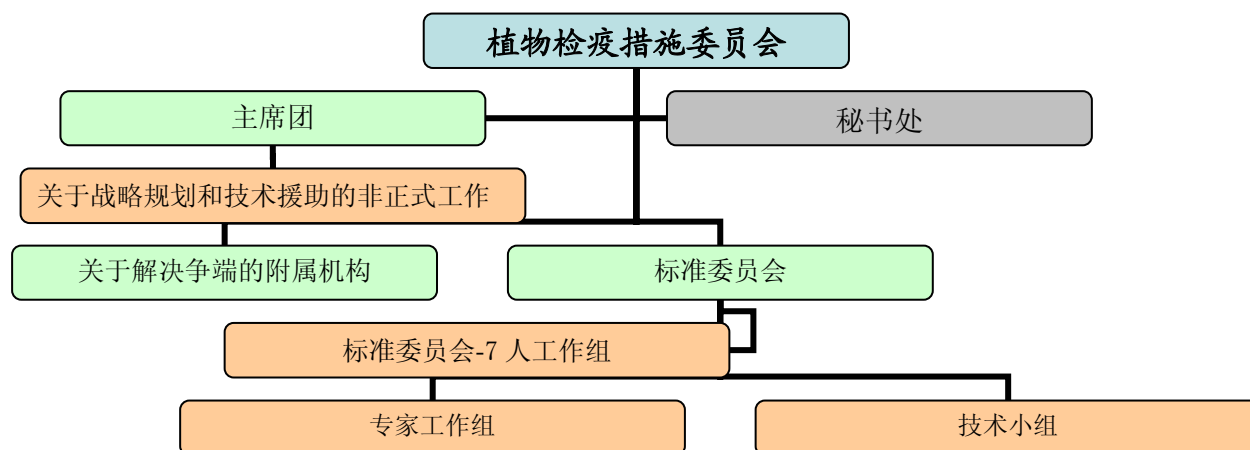 植物检疫措施委员会
主席团
秘书处
关于战略规划和技术援助的非正式工作
关于解决争端的附属机构
标准委员会
标准委员会-7 人工作组
专家工作组
技术小组